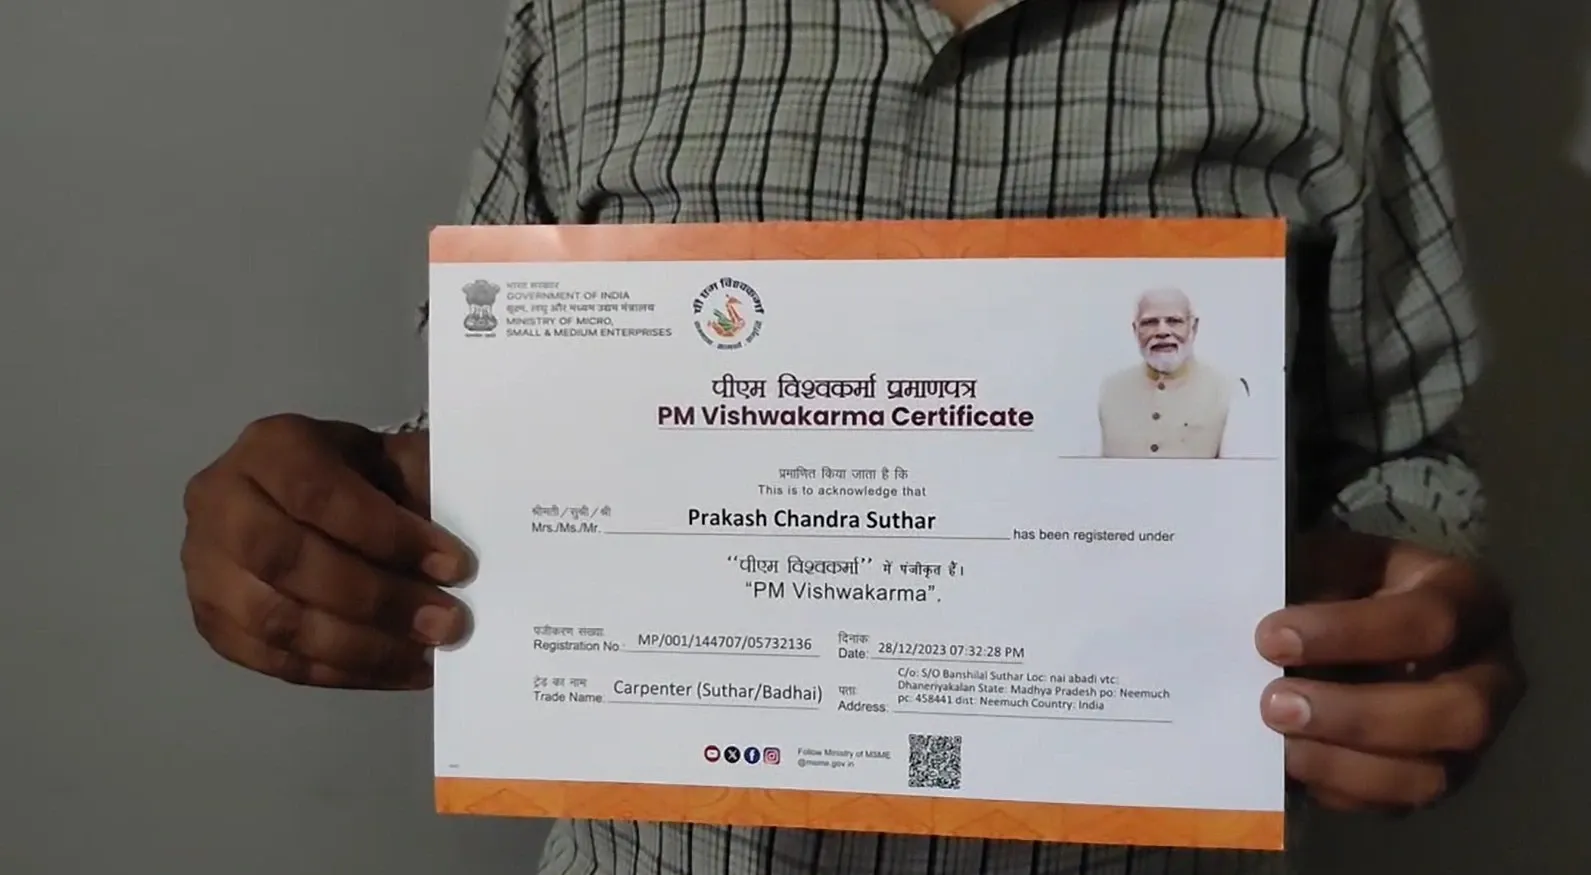 भारत सरकार
GOVERNMENT OF INDIA
सूक्ष्म, लघु और मध्यम उद्यम मंत्रालय
MINISTRY OF MICRO,
SMALL & MEDIUM ENTERPRISES
पी एम विश्वकर्मा
पीएम विश्वकर्मा प्रमाणपत्र
PM Vishwakarma Certificate
प्रमाणित किया जाता है कि
This is to acknowledge that
श्रीमती/सुश्री/श्री
Mrs./Ms./Mr. Prakash Chandra Suthar has been registered under
“पीएम विश्वकर्मा” में पंजीकृत हैं।
“PM Vishwakarma”.
पंजीकरण संख्या
Registration No.: MP/001/144707/05732136
दिनांक
Date: 28/12/2023 07:32:28 PM
ट्रेड का नाम
Trade Name: Carpenter (Suthar/Badhai)
पता
Address:
C/o: S/O Banshilal Suthar Loc: nai abadi vtc:
Dhaneriyakalan State: Madhya Pradesh po: Neemuch
pc: 458441 dist: Neemuch Country: India
Follow Ministry of MSME
@msme.gov.in